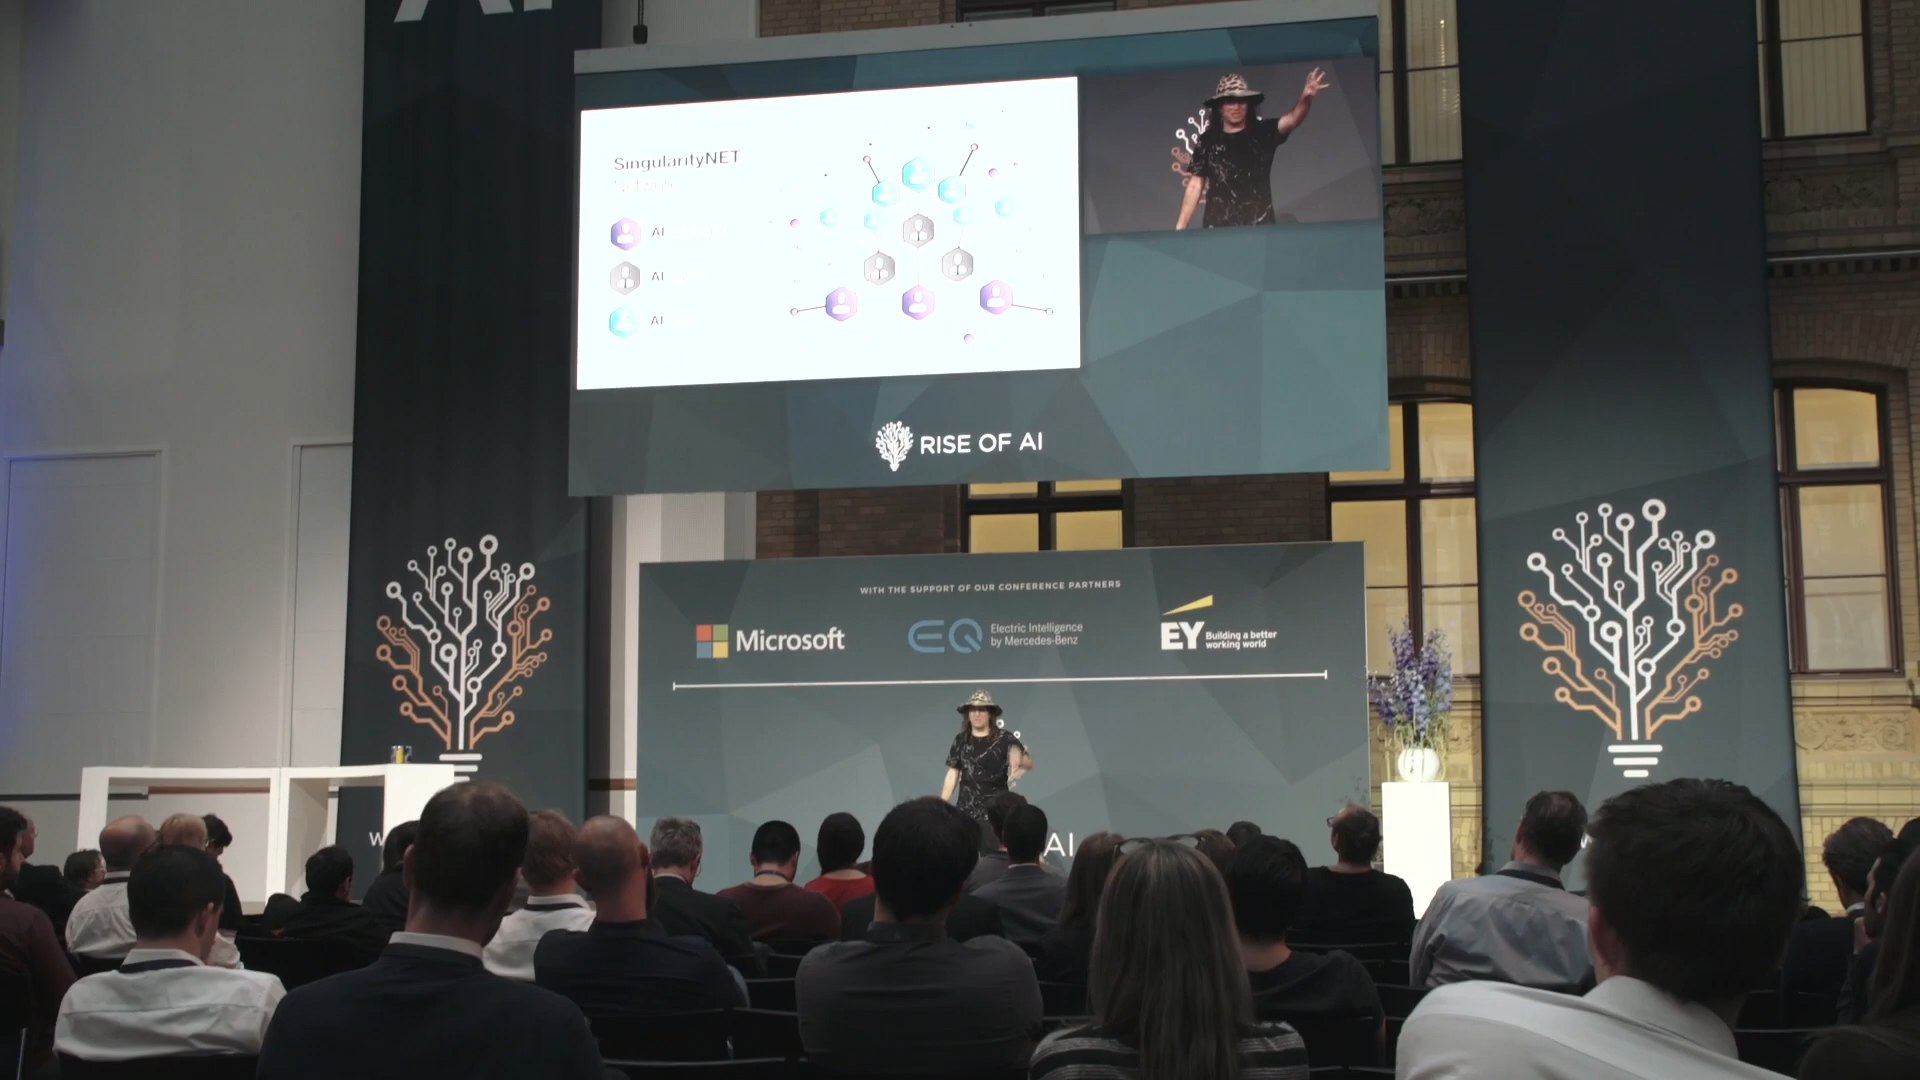 AI
SingularityNET
AI
AI
AI
RISE OF AI
WITH THE SUPPORT OF OUR CONFERENCE PARTNERS
Microsoft
EQ
Electric Intelligence
by Mercedes-Benz
EY
Building a better
working world
AI